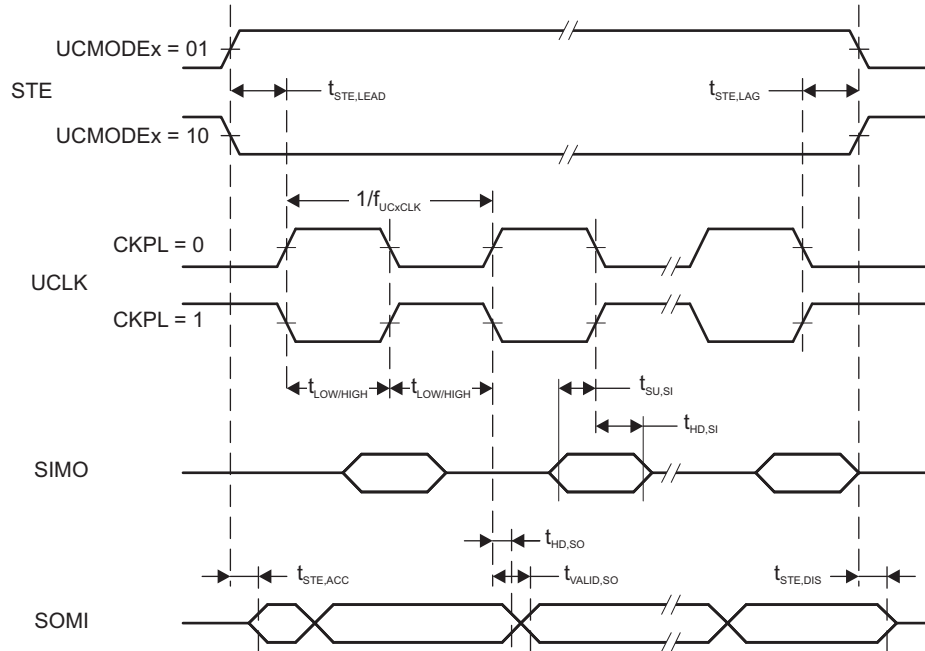 UCMODEx = 01
STE
t_STE,LEAD
t_STE,LAG
UCMODEx = 10
1/f_UCxCLK
CKPL = 0
UCLK
CKPL = 1
t_LOW/HIGH
t_LOW/HIGH
t_SU,SI
t_HD,SI
SIMO
t_HD,SO
t_STE,ACC
t_VALID,SO
t_STE,DIS
SOMI